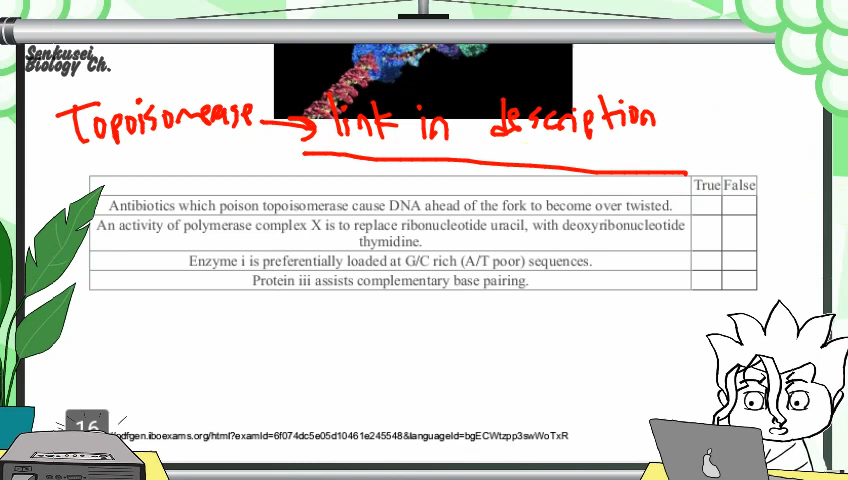 Senkusei
Biology Ch.
Topoisomerase → link in description
True False
Antibiotics which poison topoisomerase cause DNA ahead of the fork to become over twisted.
An activity of polymerase complex X is to replace ribonucleotide uracil, with deoxyribonucleotide
thymidine.
Enzyme i is preferentially loaded at G/C rich (A/T poor) sequences.
Protein iii assists complementary base pairing.
16
pdfgen.iboexams.org/html?examId=6f074dc5e05d10461e245548&languageId=bgECWtzpp3swWoTxR